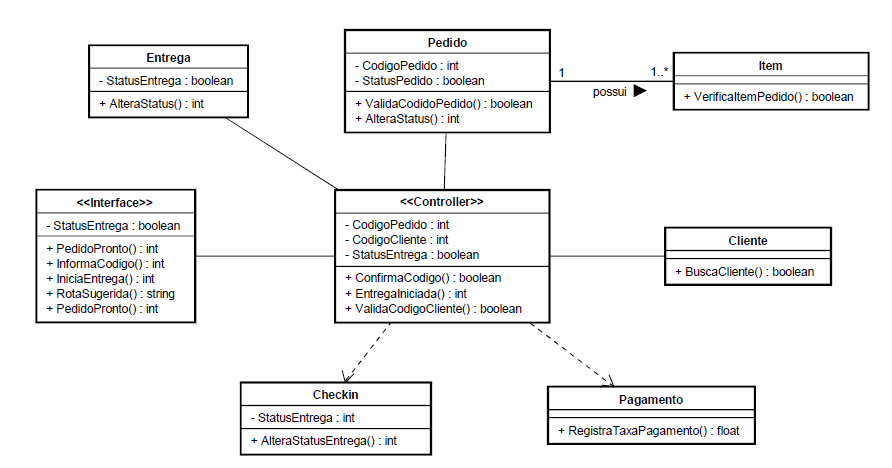 Entrega
- StatusEntrega : boolean
+ AlteraStatus() : int
Pedido
- CodigoPedido : int
- StatusPedido : boolean
+ ValidaCodidoPedido() : boolean
+ AlteraStatus() : int
1
1..*
possui
Item
+ VerificaItemPedido() : boolean
<<Interface>>
- StatusEntrega : boolean
+ PedidoPronto() : int
+ InformaCodigo() : int
+ IniciaEntrega() : int
+ RotaSugerida() : string
+ PedidoPronto() : int
<<Controller>>
- CodigoPedido : int
- CodigoCliente : int
- StatusEntrega : boolean
+ ConfirmaCodigo() : boolean
+ EntregaIniciada() : int
+ ValidaCodigoCliente() : boolean
Cliente
+ BuscaCliente() : boolean
Checkin
- StatusEntrega : int
+ AlteraStatusEntrega() : int
Pagamento
+ RegistraTaxaPagamento() : float